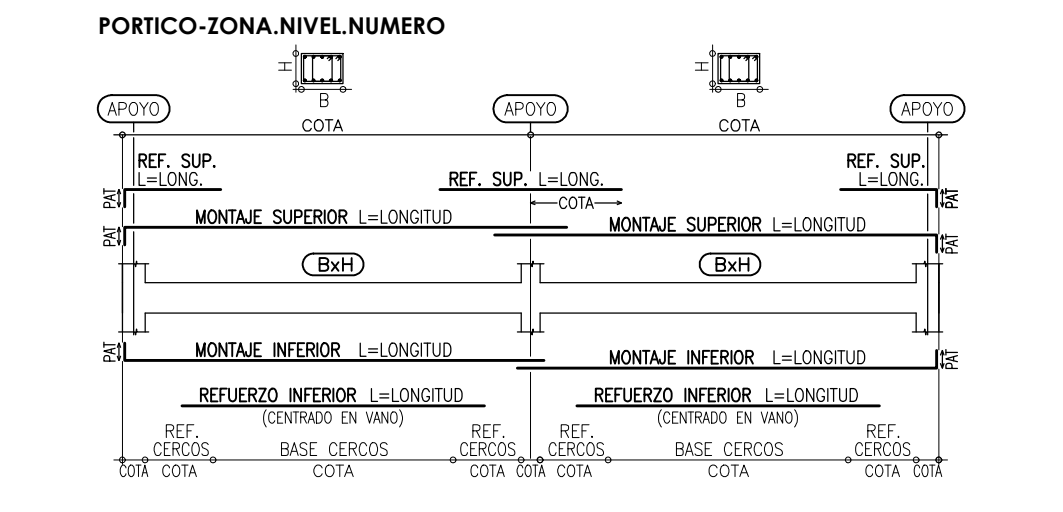 PORTICO-ZONA.NIVEL.NUMERO
H H
B B
APOYO APOYO APOYO
COTA COTA
REF. SUP. REF. SUP.
L=LONG. REF. SUP. L=LONG. L=LONG.
PAT PAT
COTA
MONTAJE SUPERIOR L=LONGITUD
MONTAJE SUPERIOR L=LONGITUD
PAT PAT
BxH BxH
PAT MONTAJE INFERIOR L=LONGITUD
MONTAJE INFERIOR L=LONGITUD PAT
REFUERZO INFERIOR L=LONGITUD REFUERZO INFERIOR L=LONGITUD
(CENTRADO EN VANO) (CENTRADO EN VANO)
REF. REF. REF. REF.
CERCOS BASE CERCOS CERCOS CERCOS BASE CERCOS CERCOS
COTA COTA COTA COTA COTA COTA COTA COTA COTA